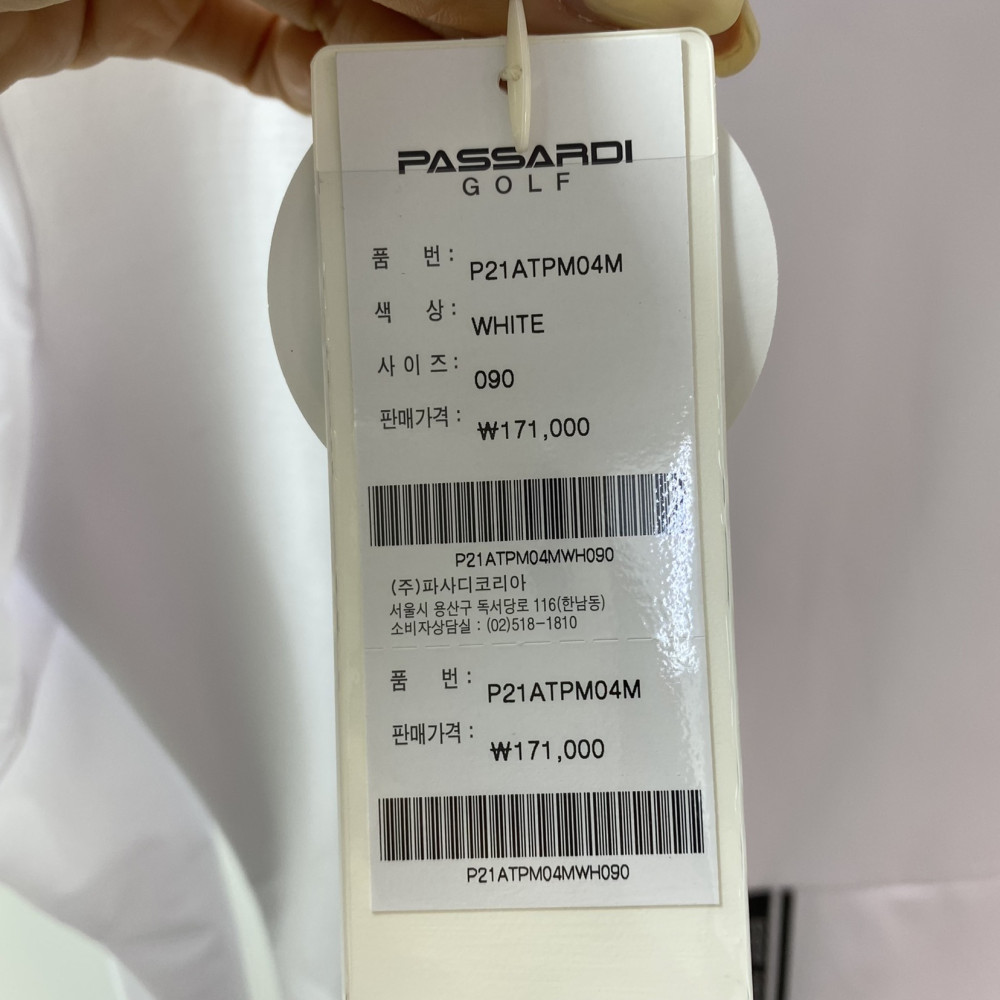 PASSARDI
GOLF
품 번 : P21ATPM04M
색 상 : WHITE
사 이 즈 : 090
판매가격 : ₩171,000
P21ATPM04MWH090
(주)파사디코리아
서울시 용산구 독서당로 116(한남동)
소비자상담실 : (02)518-1810
품 번 : P21ATPM04M
판매가격 : ₩171,000
P21ATPM04MWH090